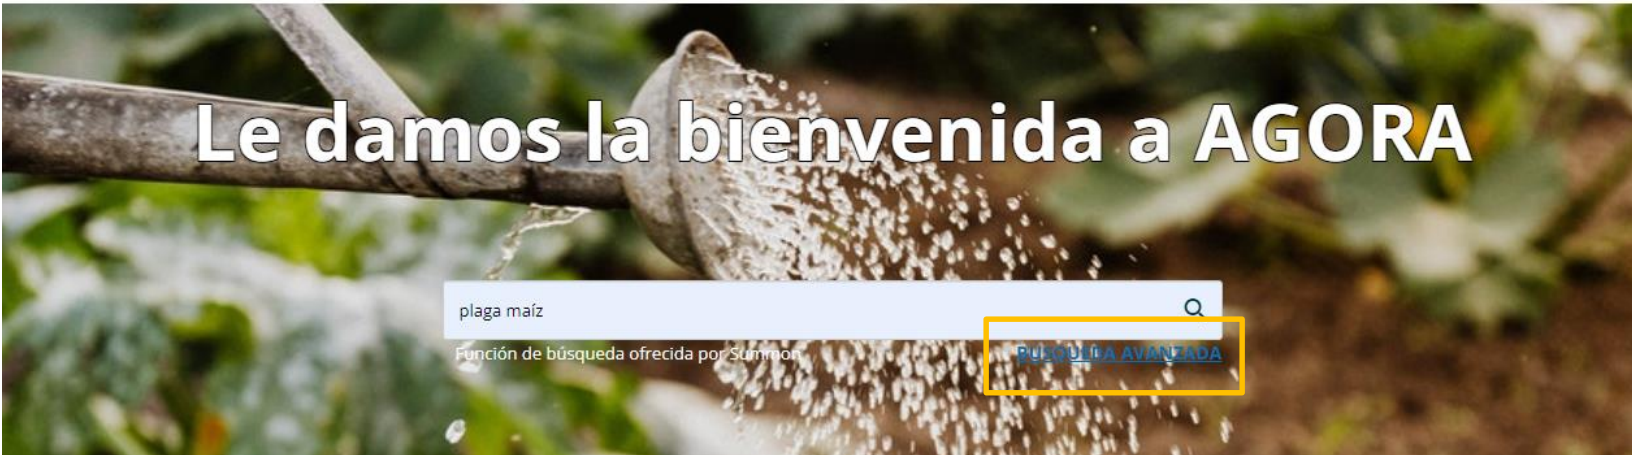 Le damos la bienvenida a AGORA
plaga maíz
Función de búsqueda ofrecida por Summon
BÚSQUEDA AVANZADA